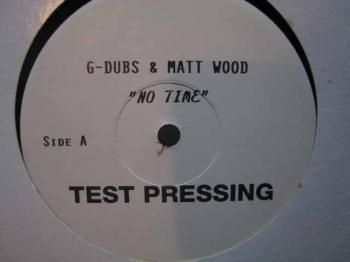 G-DUBS & MATT WOOD
"NO TIME"
SIDE A
TEST PRESSING